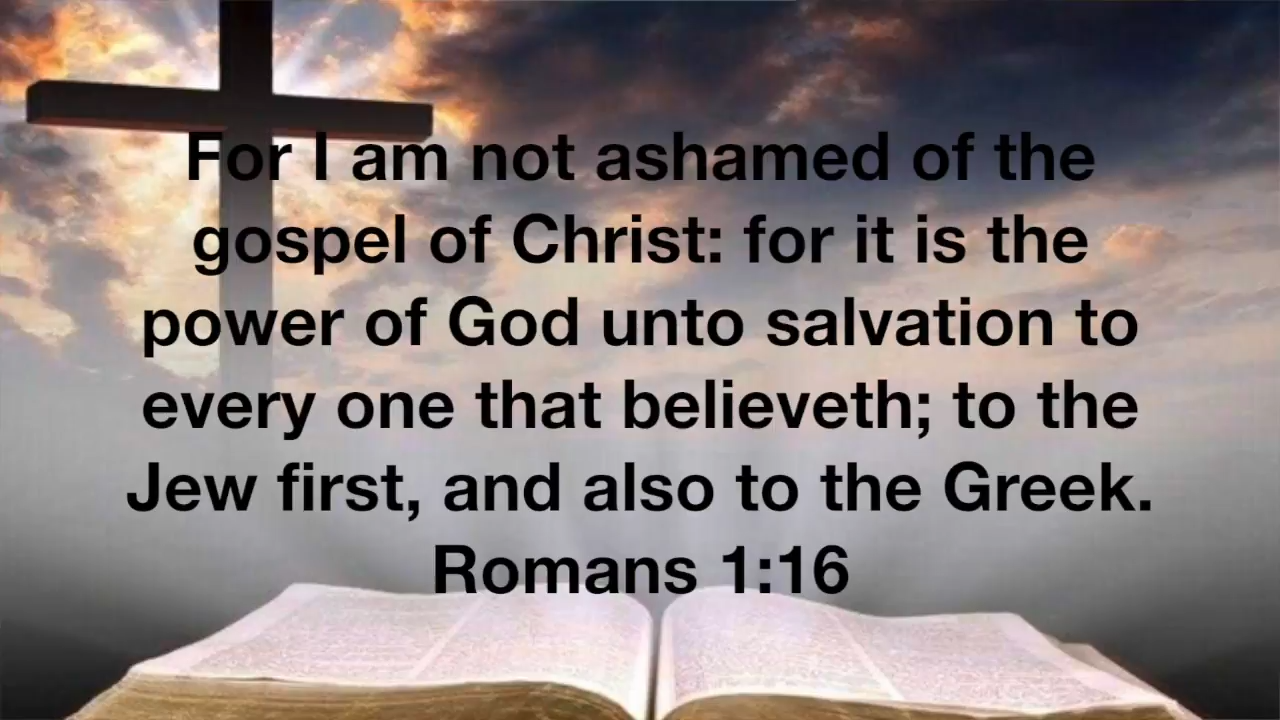 For I am not ashamed of the
gospel of Christ: for it is the
power of God unto salvation to
every one that believeth; to the
Jew first, and also to the Greek.
Romans 1:16